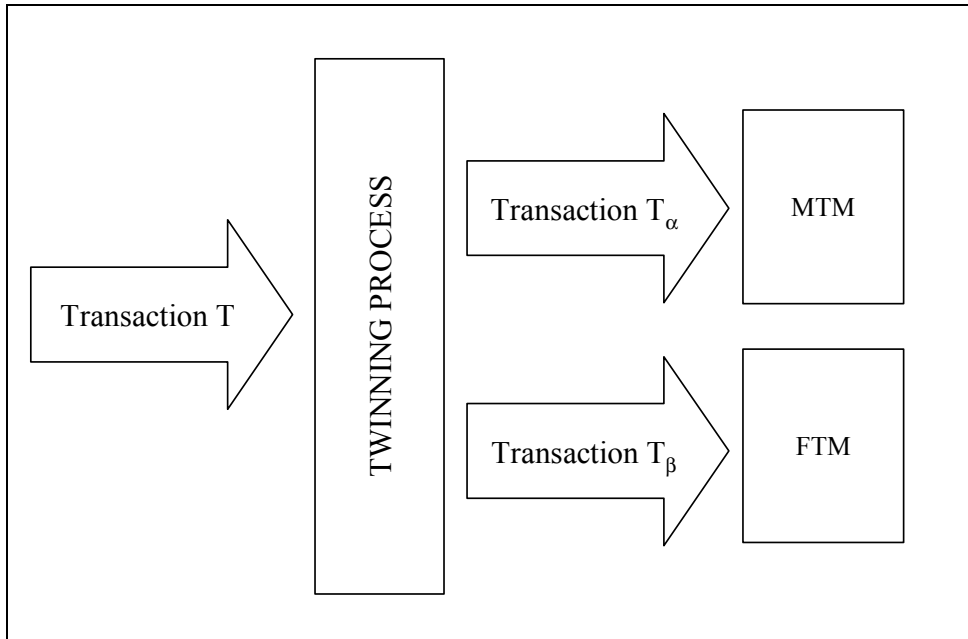 Transaction T
TWINNING PROCESS
Transaction Tα
MTM
Transaction Tβ
FTM